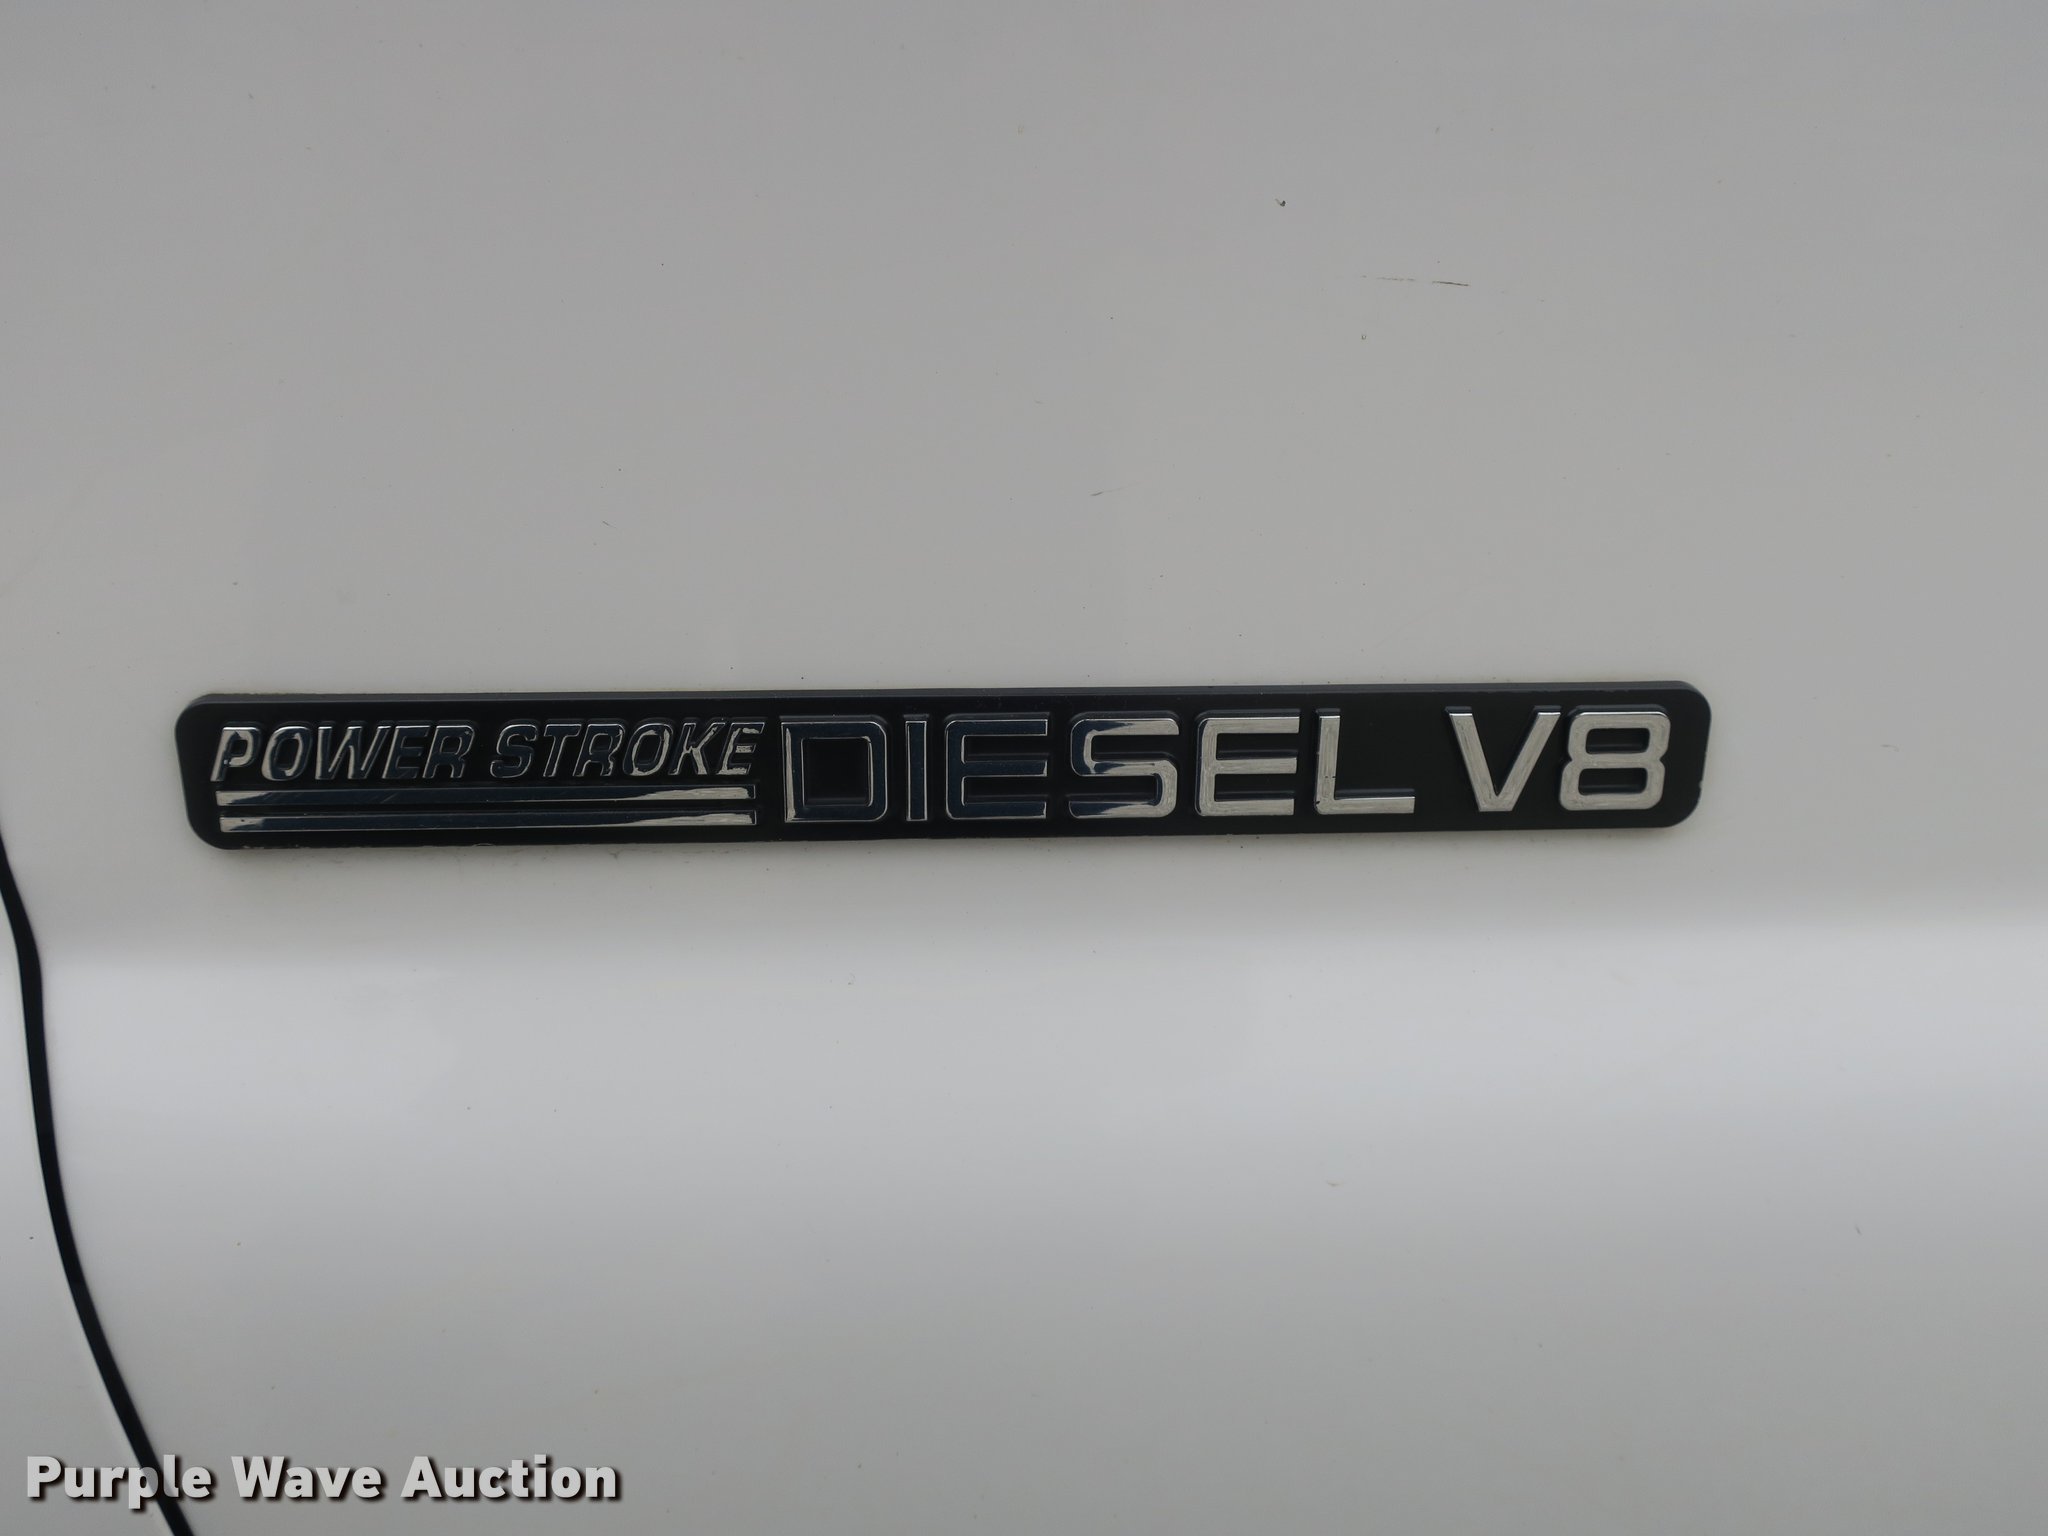 POWER STROKE DIESEL V8
Purple Wave Auction